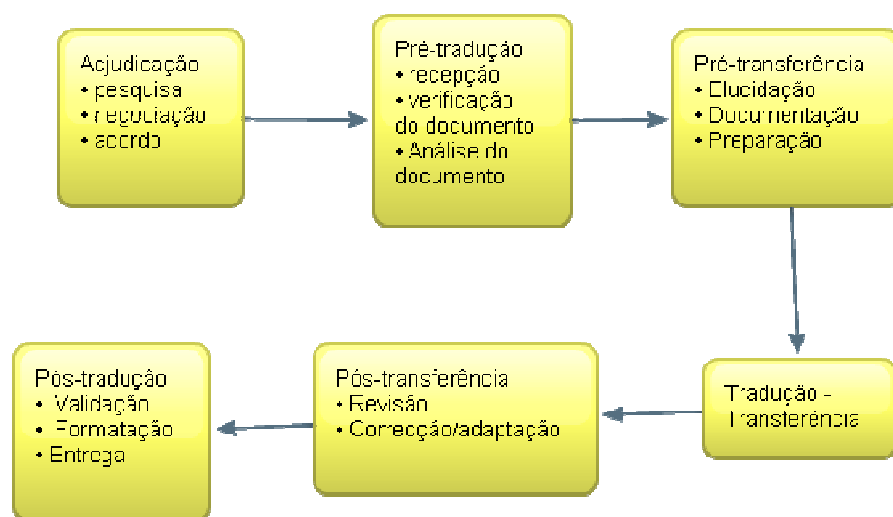 Adjudicação
• pesquisa
• negociação
• acordo
Pré-tradução
• recepção
• verificação
do documento
• Análise do
documento
Pré-transferência
• Elucidação
• Documentação
• Preparação
Tradução -
Transferência
Pós-transferência
• Revisão
• Correcção/adaptação
Pós-tradução
• Validação
• Formatação
• Entrega